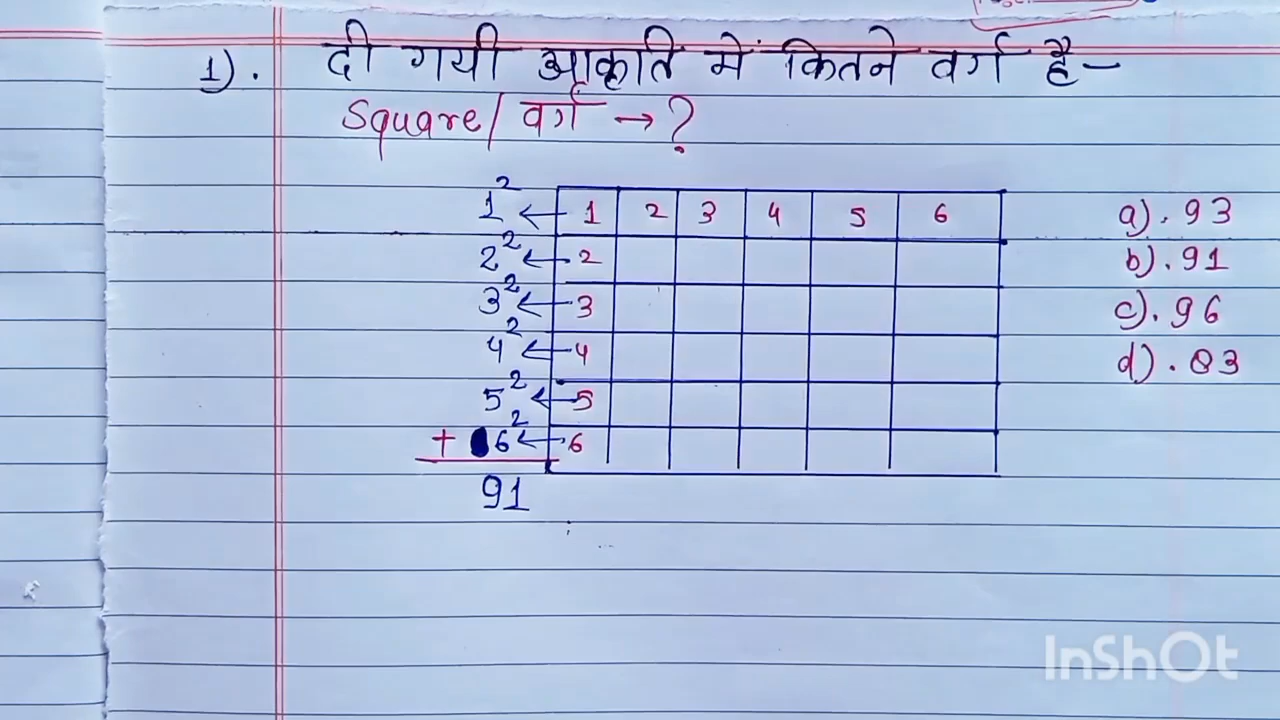 1). दी गयी आकृति में कितने वर्ग है-
Square/ वर्ग → ?
1² ← 1 2 3 4 5 6
2² ← 2
3² ← 3
4² ← 4
5² ← 5
+ 6² ← 6
91
a). 93
b). 91
c). 96
d). 83
InShOt